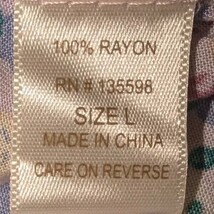 100% RAYON
RN # 135598
SIZE L
MADE IN CHINA
CARE ON REVERSE